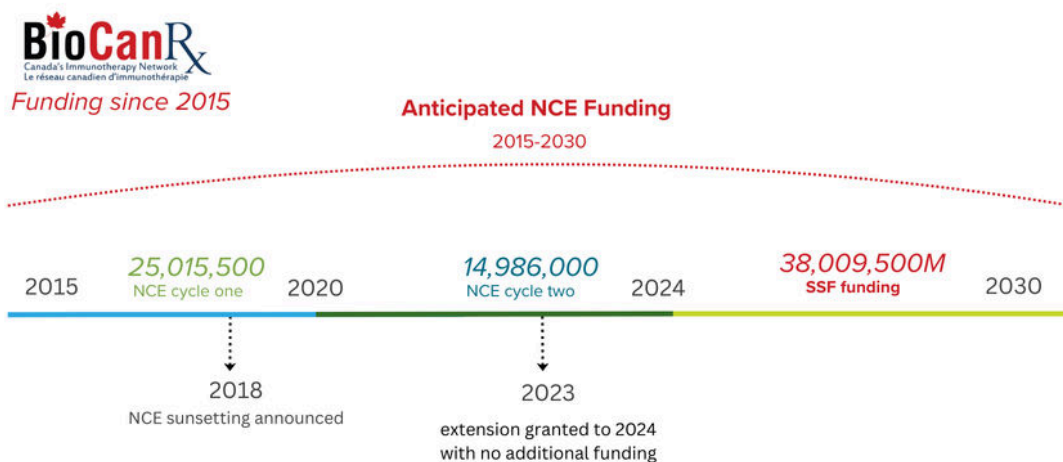 BioCanRx
Canada's Immunotherapy Network
Le réseau canadien d'immunothérapie
Funding since 2015
Anticipated NCE Funding
2015-2030
2015
25,015,500
NCE cycle one
2020
14,986,000
NCE cycle two
2024
38,009,500M
SSF funding
2030
2018
NCE sunsetting announced
2023
extension granted to 2024
with no additional funding